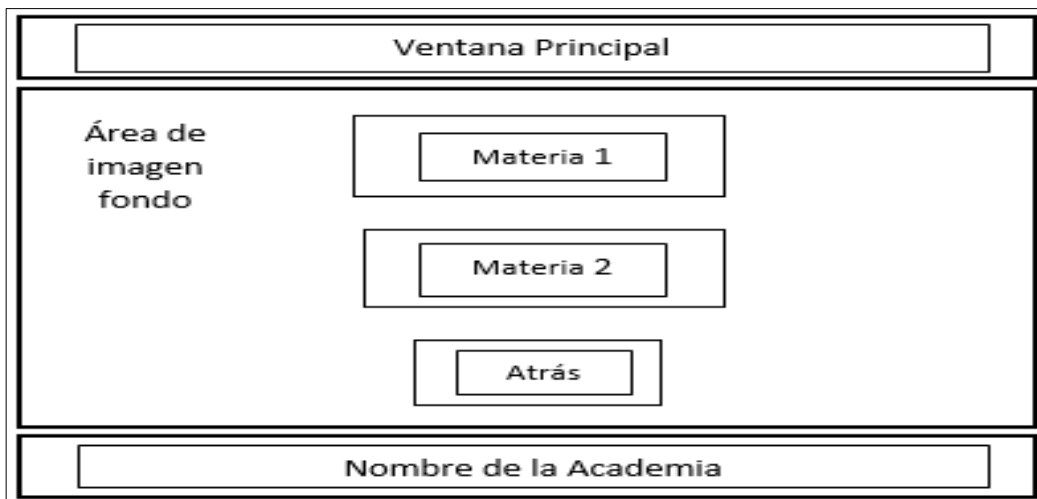 Ventana Principal
Área de
imagen
fondo
Materia 1
Materia 2
Atrás
Nombre de la Academia